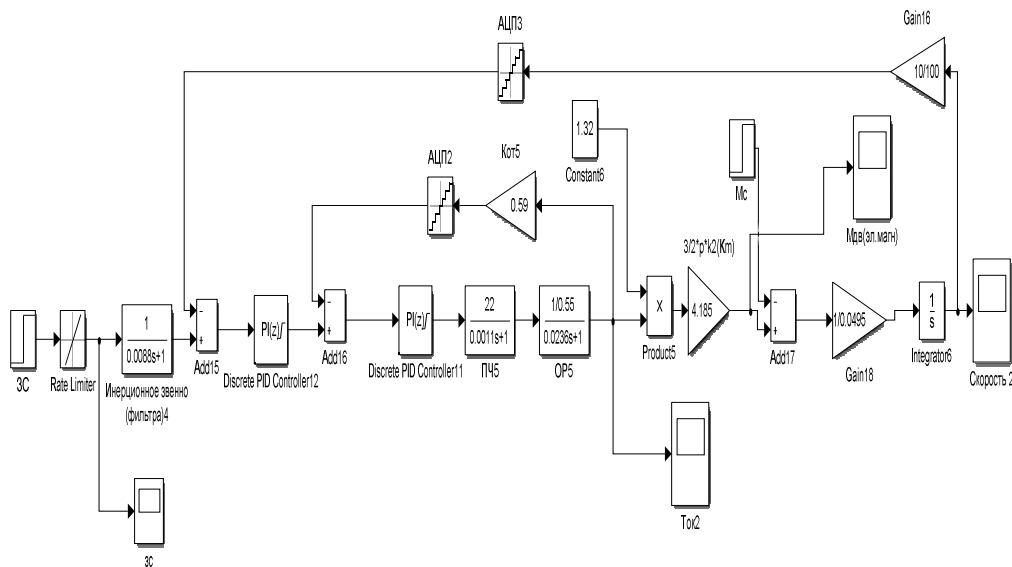 Gain16
АЦП3
10/100
1.32
Constant6
Кот5
АЦП2
0.59
Мс
Мдв(эл.магн)
3/2*p*k2(Km)
4.185
X
Product5
1
0.0088s+1
PI(z)∫
PI(z)∫
22
0.0011s+1
1/0.55
0.0236s+1
1/0.0495
1
s
ЗС
Rate Limiter
Инерционное звенно
(фильтра)4
Add15
Discrete PID Controller12
Add16
Discrete PID Controller11
ПЧ5
ОР5
Add17
Gain18
Integrator6
Скорость 2
Ток2
зс